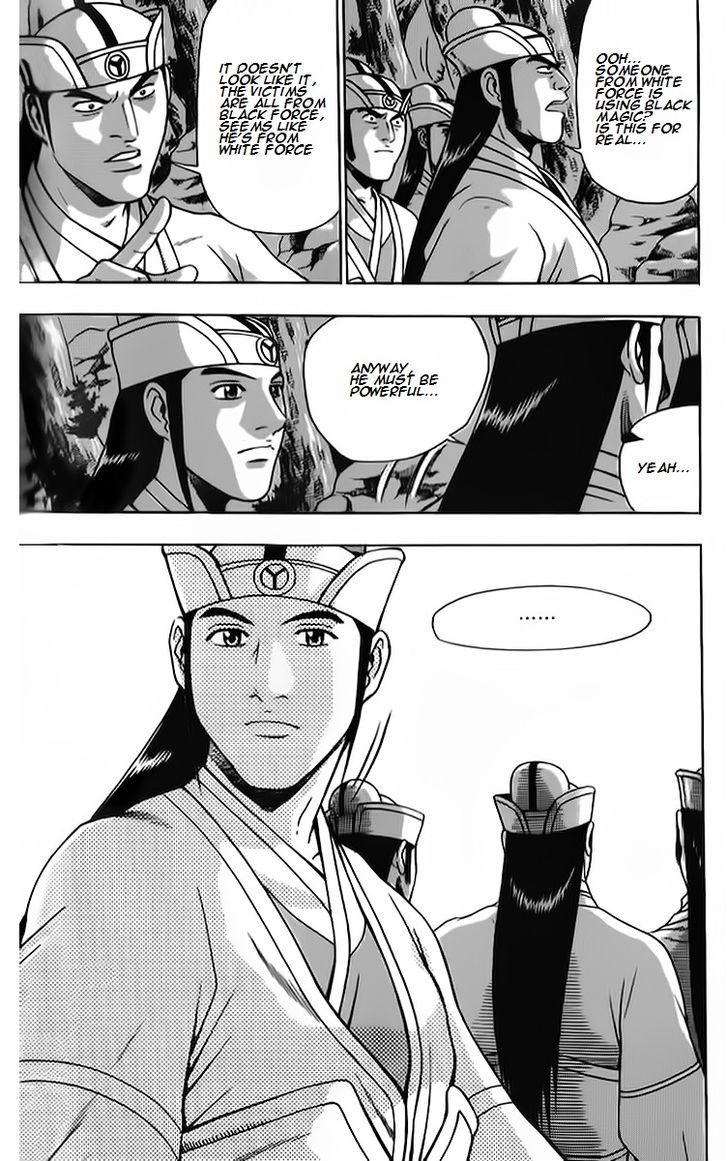 IT DOESN'T
LOOK LIKE IT,
THE VICTIMS
ARE ALL FROM
BLACK FORCE,
SEEMS LIKE
HE'S FROM
WHITE FORCE
OOH...
SOMEONE
FROM WHITE
FORCE IS
USING BLACK
MAGIC?
IS THIS FOR
REAL...
ANYWAY
HE MUST BE
POWERFUL...
YEAH...
......